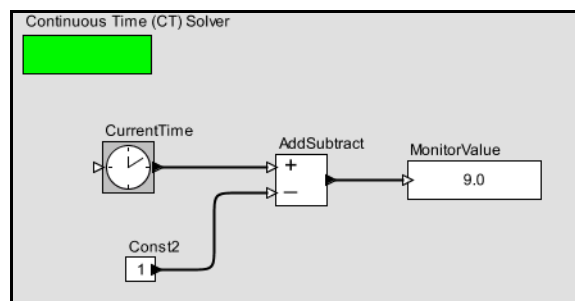 Continuous Time (CT) Solver
CurrentTime
AddSubtract
+
−
MonitorValue
9.0
Const2
1